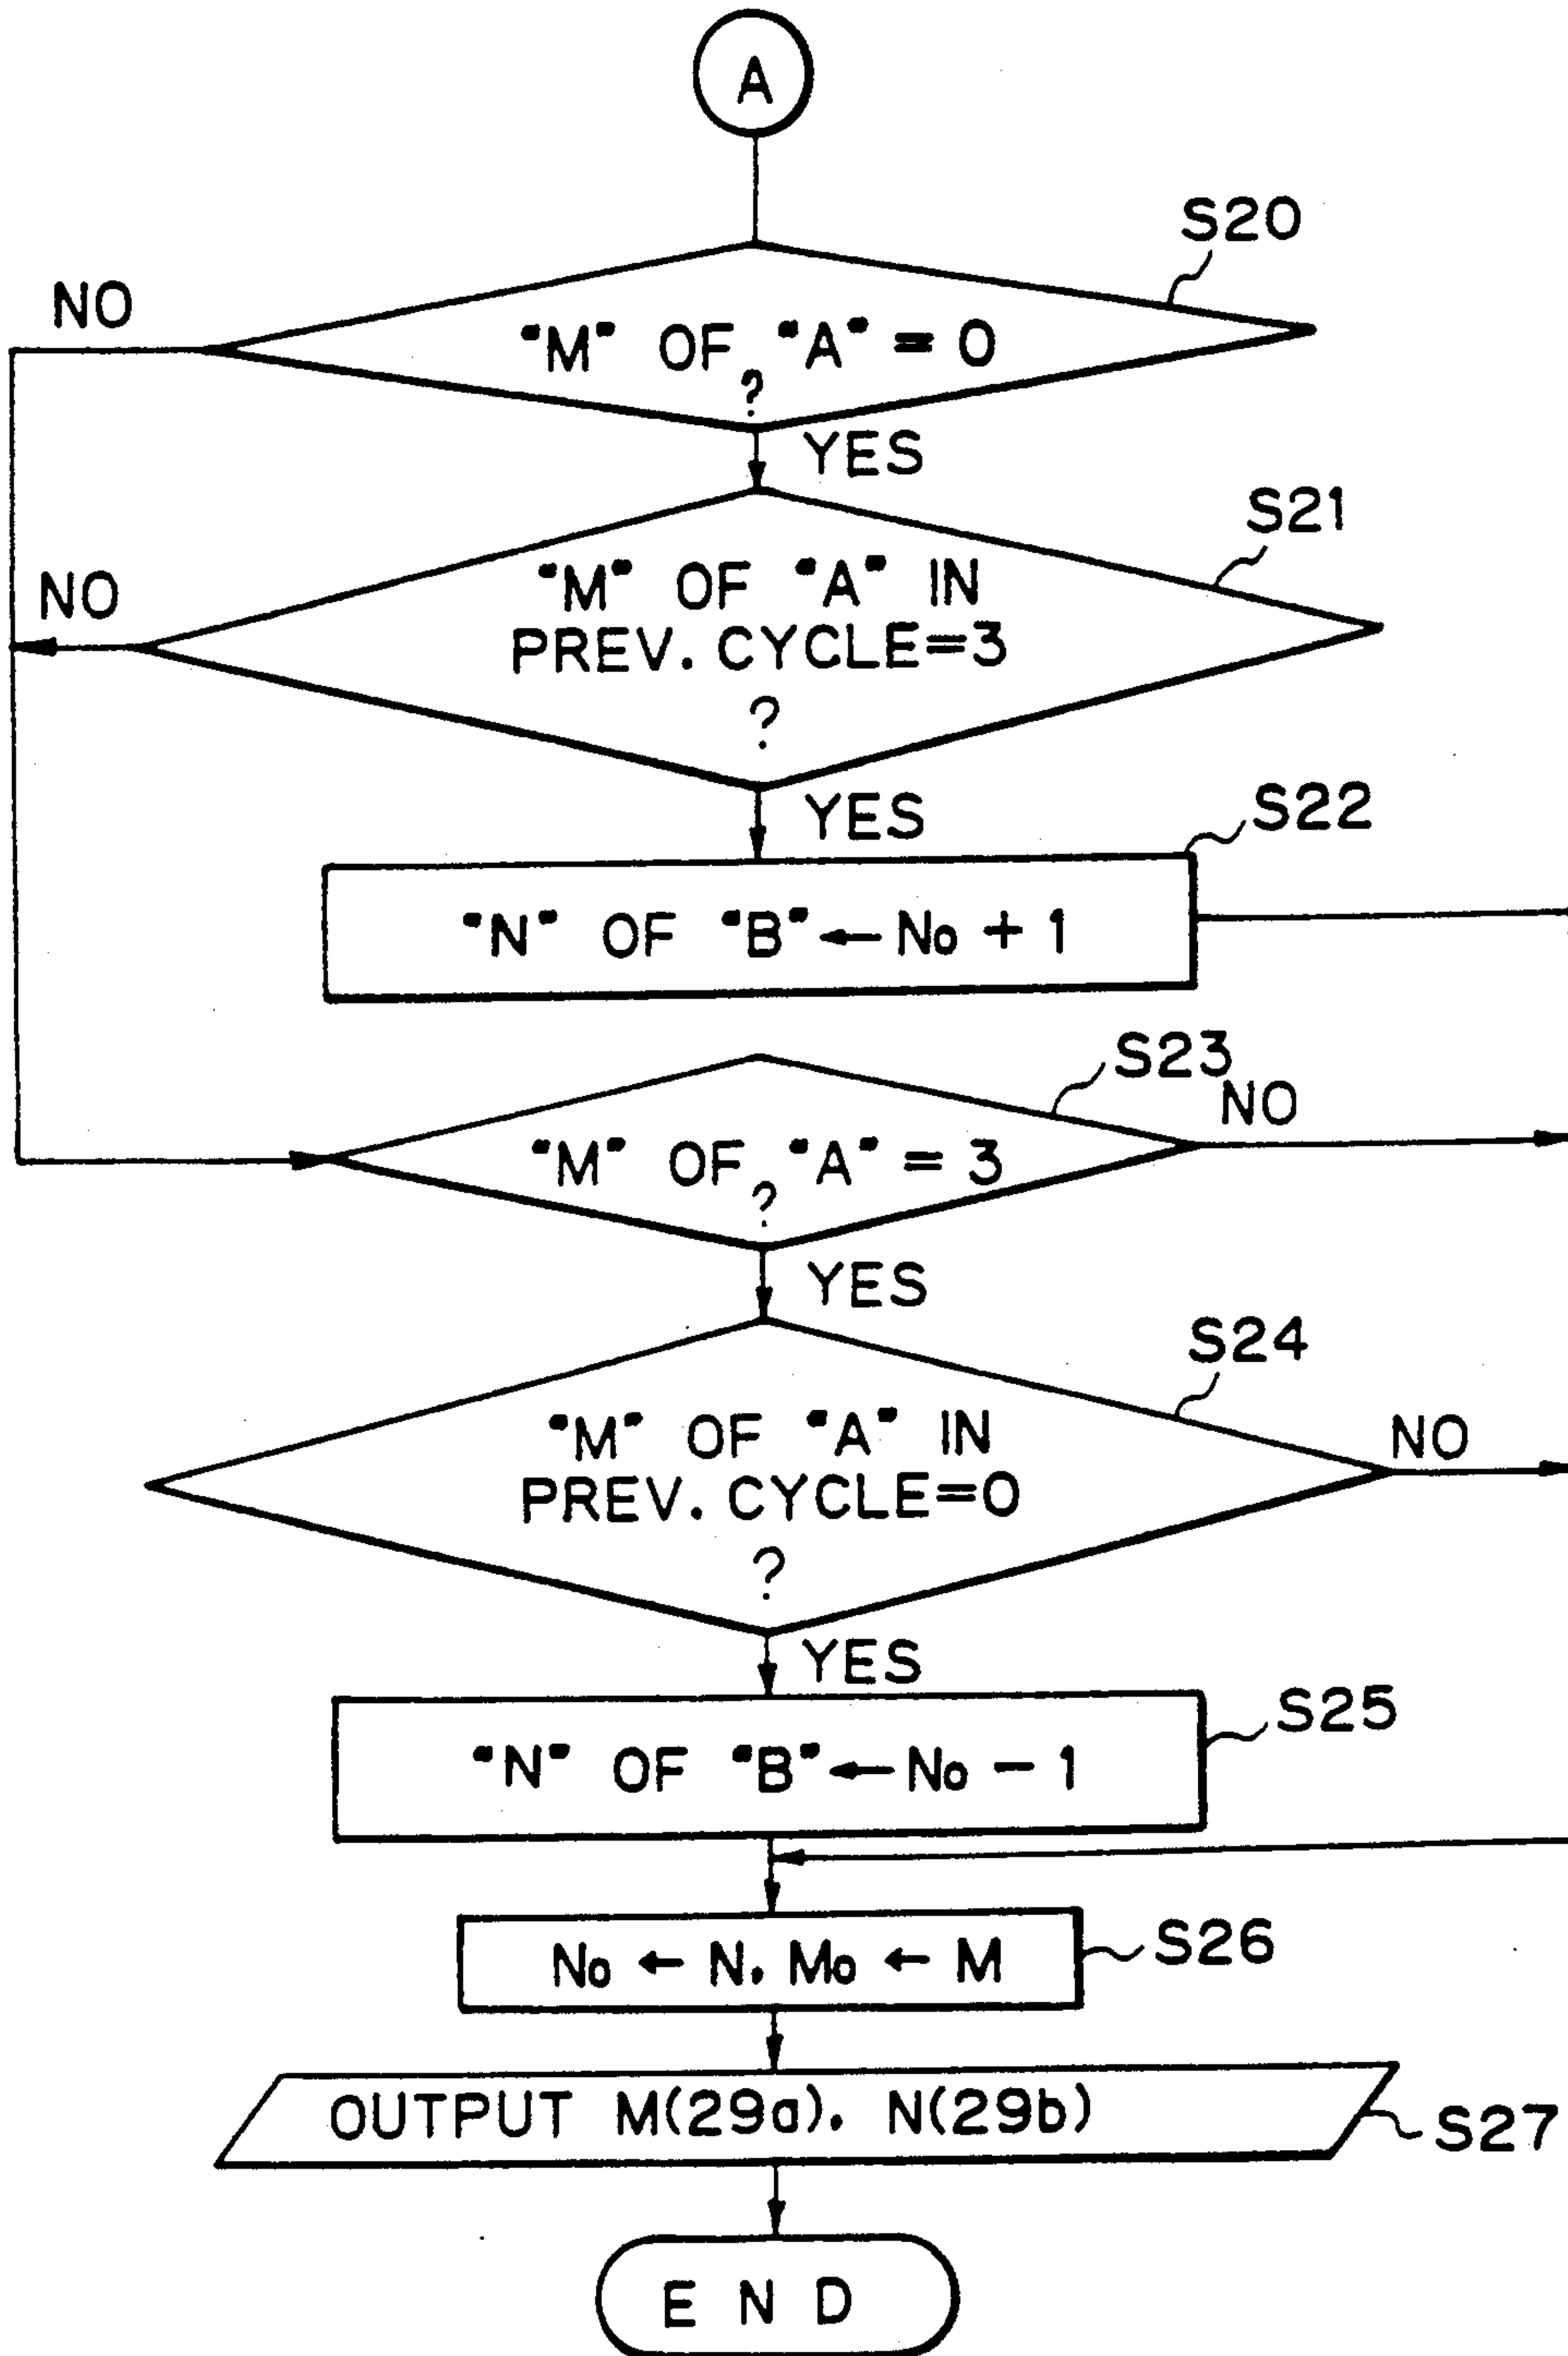 A
S20
NO
"M" OF "A" = 0
?
YES
S21
NO
"M" OF "A" IN
PREV. CYCLE=3
?
YES
S22
"N" OF "B" ← No + 1
S23
NO
"M" OF "A" = 3
?
YES
S24
NO
"M" OF "A" IN
PREV. CYCLE=0
?
YES
S25
"N" OF "B" ← No - 1
No ← N, Mo ← M
S26
OUTPUT M(29a), N(29b)
S27
END